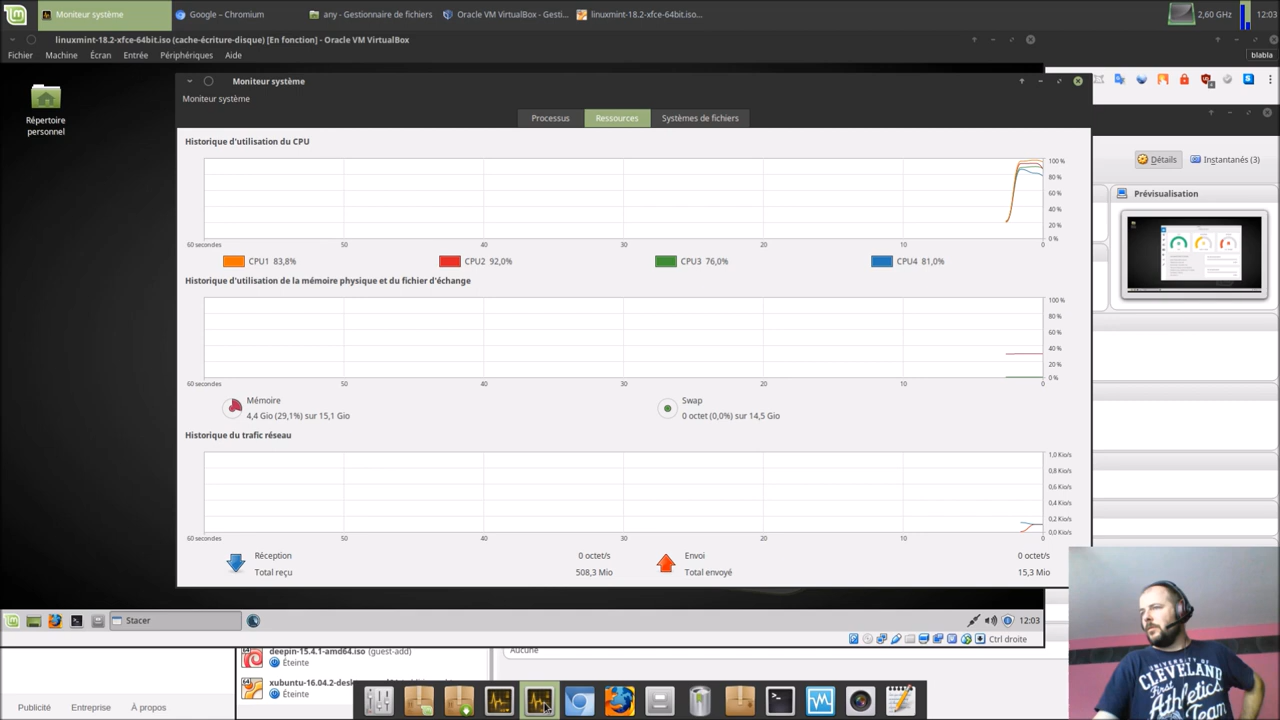 Moniteur système
Google – Chromium
any - Gestionnaire de fichiers
Oracle VM VirtualBox - Gesti...
linuxmint-18.2-xfce-64bit.iso...
2,60 GHz
12:03
linuxmint-18.2-xfce-64bit.iso (cache-écriture-disque) [En fonction] - Oracle VM VirtualBox
Fichier Machine Écran Entrée Périphériques Aide
blabla
Répertoire
personnel
Moniteur système
Moniteur système
Processus Ressources Systèmes de fichiers
Détails Instantanés (3)
Prévisualisation
Historique d'utilisation du CPU
100 %
80 %
60 %
40 %
20 %
0 %
60 secondes 50 40 30 20 10 0
CPU1 83,8% CPU2 92,0% CPU3 76,0% CPU4 81,0%
Historique d'utilisation de la mémoire physique et du fichier d'échange
100 %
80 %
60 %
40 %
20 %
0 %
60 secondes 50 40 30 20 10 0
Mémoire
4,4 Gio (29,1%) sur 15,1 Gio
Swap
0 octet (0,0%) sur 14,5 Gio
Historique du trafic réseau
1,0 Kio/s
0,8 Kio/s
0,6 Kio/s
0,4 Kio/s
0,2 Kio/s
0,0 Kio/s
60 secondes 50 40 30 20 10 0
Réception 0 octet/s
Total reçu 508,3 Mio
Envoi 0 octet/s
Total envoyé 15,3 Mio
Stacer
12:03
Ctrl droite
deepin-15.4.1-amd64.iso (guest-add)
Éteinte
Aucune
xubuntu-16.04.2-des
Éteinte
Publicité Entreprise À propos
UNIVERSITY OF
CLEVELAND
First
Athletics
Team